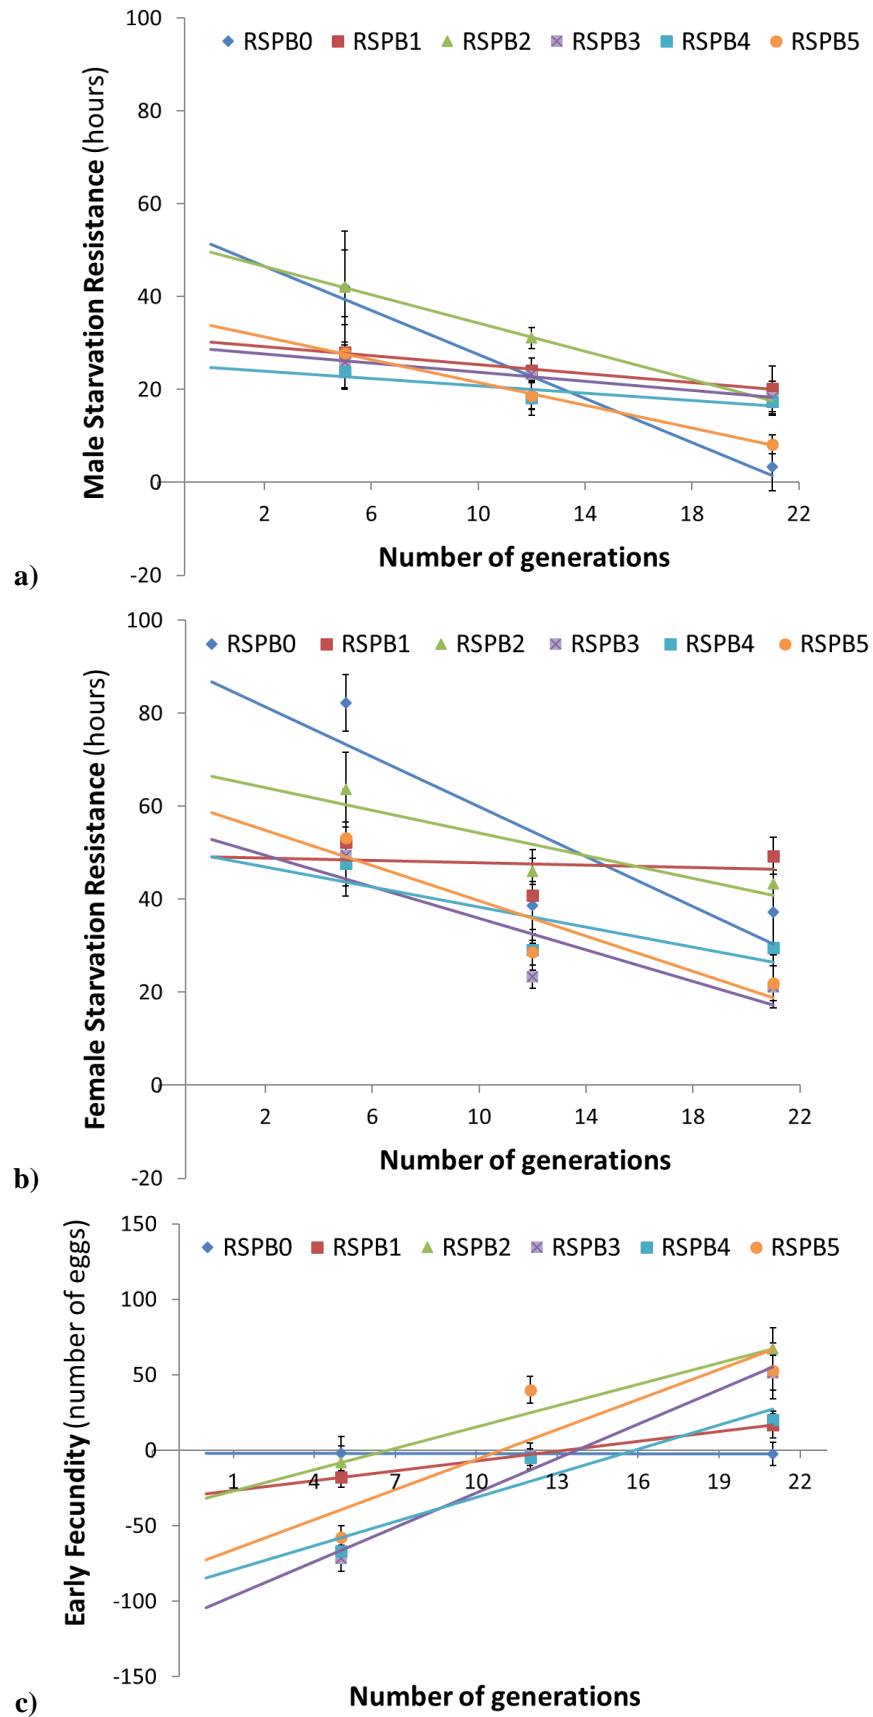 100
RSPB0 RSPB1 RSPB2 RSPB3 RSPB4 RSPB5
80
60
40
20
0
2 6 10 14 18 22
-20
Male Starvation Resistance (hours)
Number of generations
a)
100
RSPB0 RSPB1 RSPB2 RSPB3 RSPB4 RSPB5
80
60
40
20
0
2 6 10 14 18 22
-20
Female Starvation Resistance (hours)
Number of generations
b)
150
RSPB0 RSPB1 RSPB2 RSPB3 RSPB4 RSPB5
100
50
0
1 4 7 10 13 16 19 22
-50
-100
-150
Early Fecundity (number of eggs)
Number of generations
c)